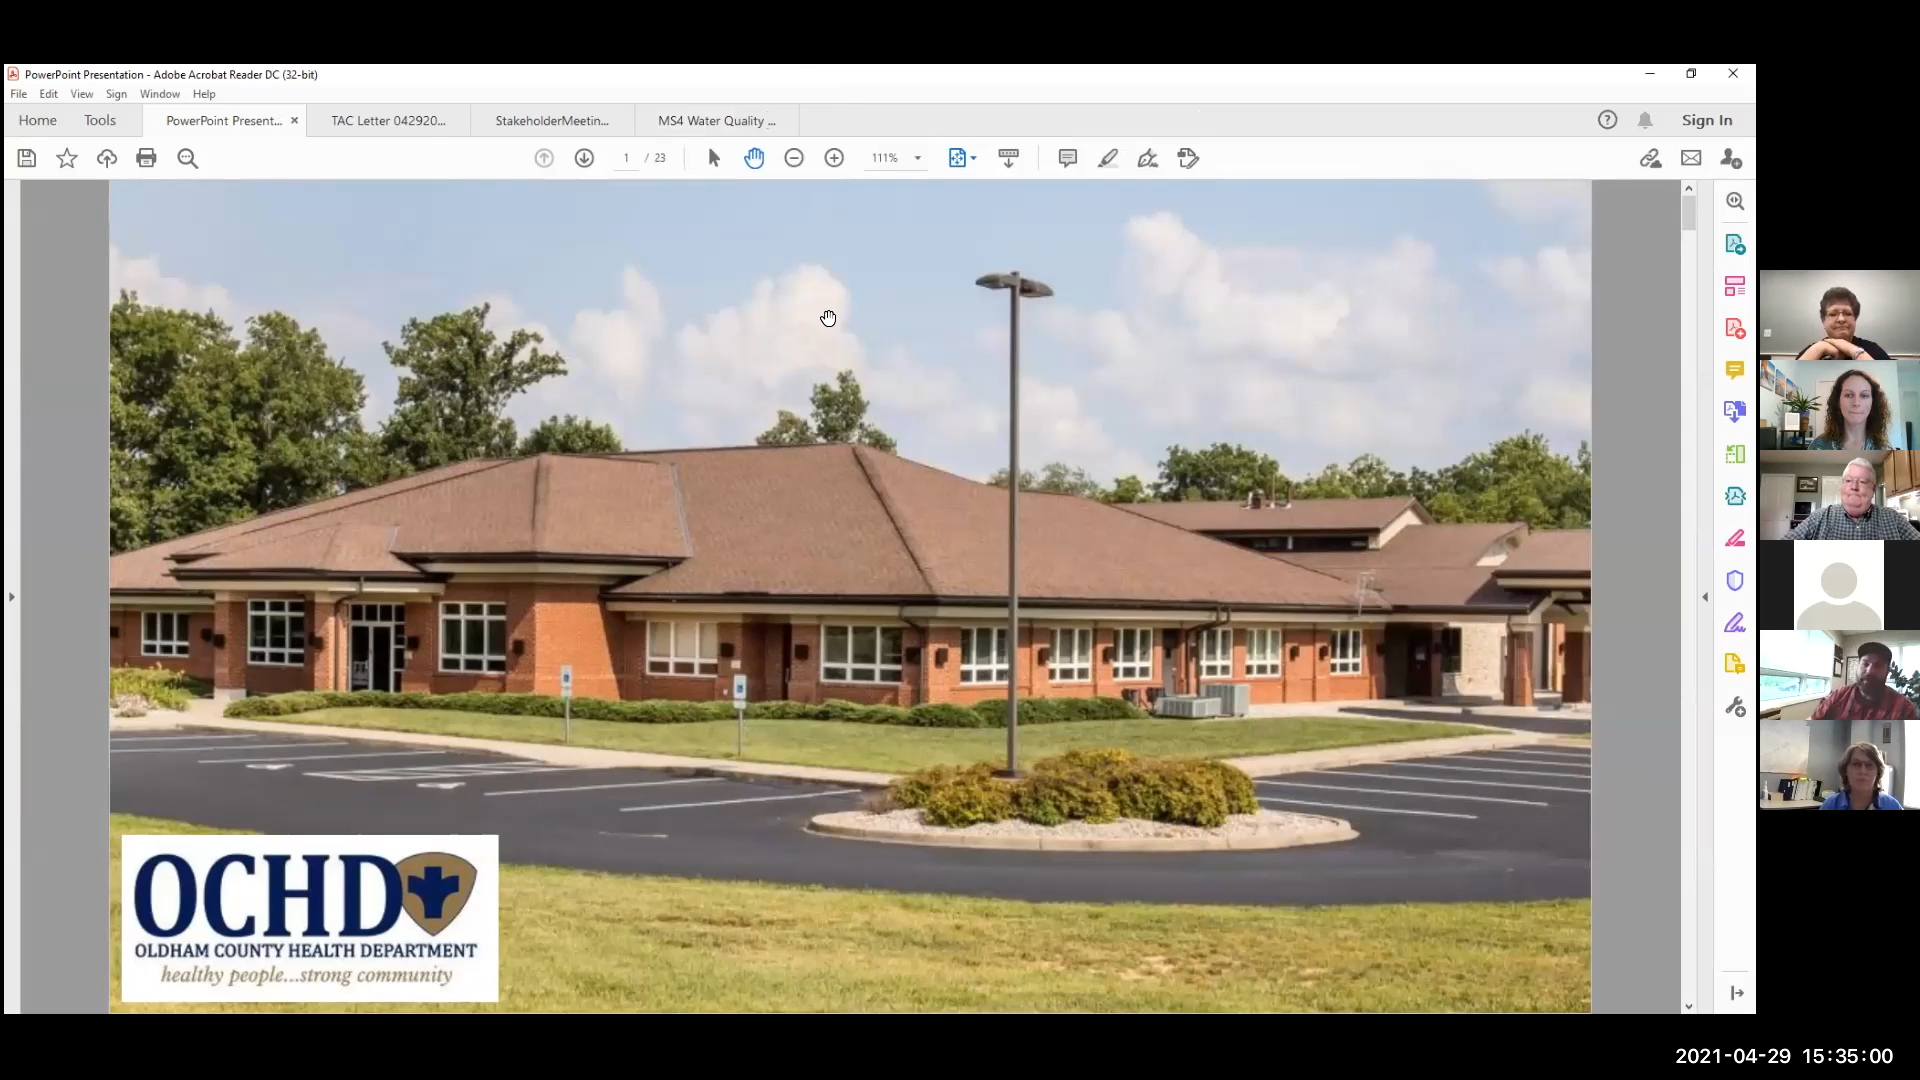 PowerPoint Presentation - Adobe Acrobat Reader DC (32-bit)
File Edit View Sign Window Help
Home Tools PowerPoint Present... × TAC Letter 042920... StakeholderMeetin... MS4 Water Quality ... Sign In
1 / 23 111%
OCHD
OLDHAM COUNTY HEALTH DEPARTMENT
healthy people...strong community
2021-04-29 15:35:00